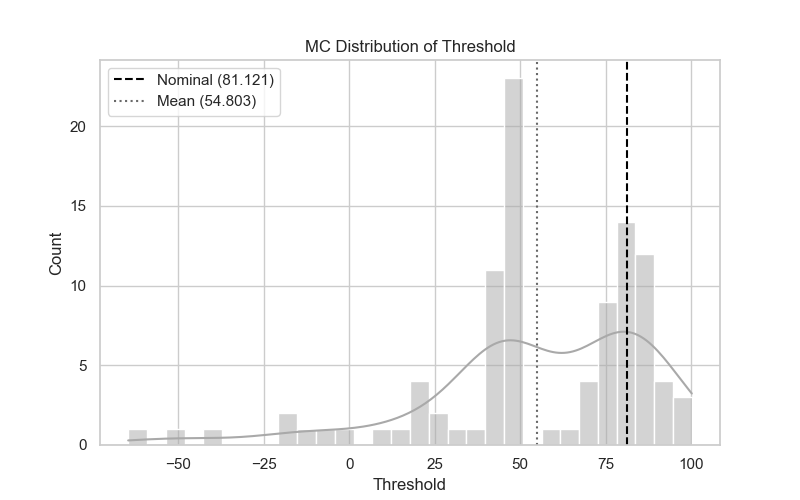 MC Distribution of Threshold
Nominal (81.121)
Mean (54.803)
20
15
10
5
0
Count
−50
−25
0
25
50
75
100
Threshold